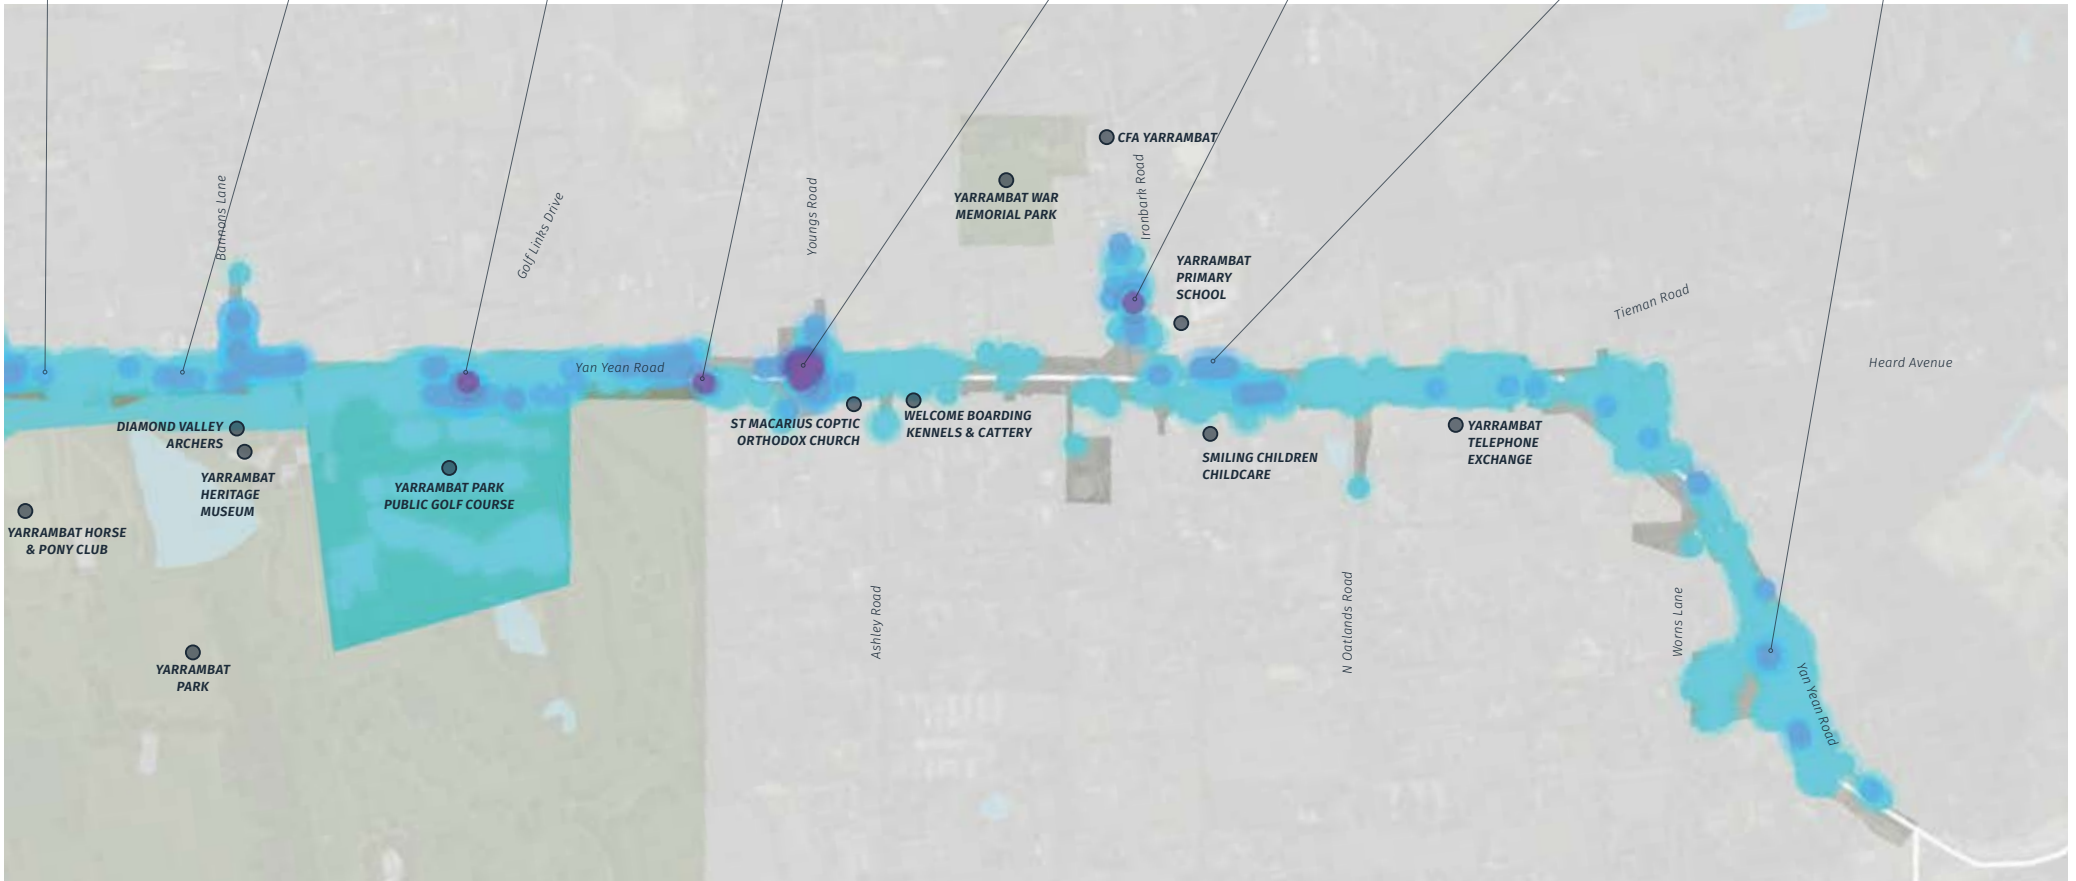 CFA YARRAMBAT
Bannons Lane
Golf Links Drive
Youngs Road
YARRAMBAT WAR
MEMORIAL PARK
Ironbark Road
YARRAMBAT
PRIMARY
SCHOOL
Tieman Road
Heard Avenue
Yan Yean Road
DIAMOND VALLEY
ARCHERS
YARRAMBAT
HERITAGE
MUSEUM
YARRAMBAT PARK
PUBLIC GOLF COURSE
ST MACARIUS COPTIC
ORTHODOX CHURCH
WELCOME BOARDING
KENNELS & CATTERY
SMILING CHILDREN
CHILDCARE
YARRAMBAT
TELEPHONE
EXCHANGE
YARRAMBAT HORSE
& PONY CLUB
YARRAMBAT
PARK
Ashley Road
N Oatlands Road
Worns Lane
Yan Yean Road